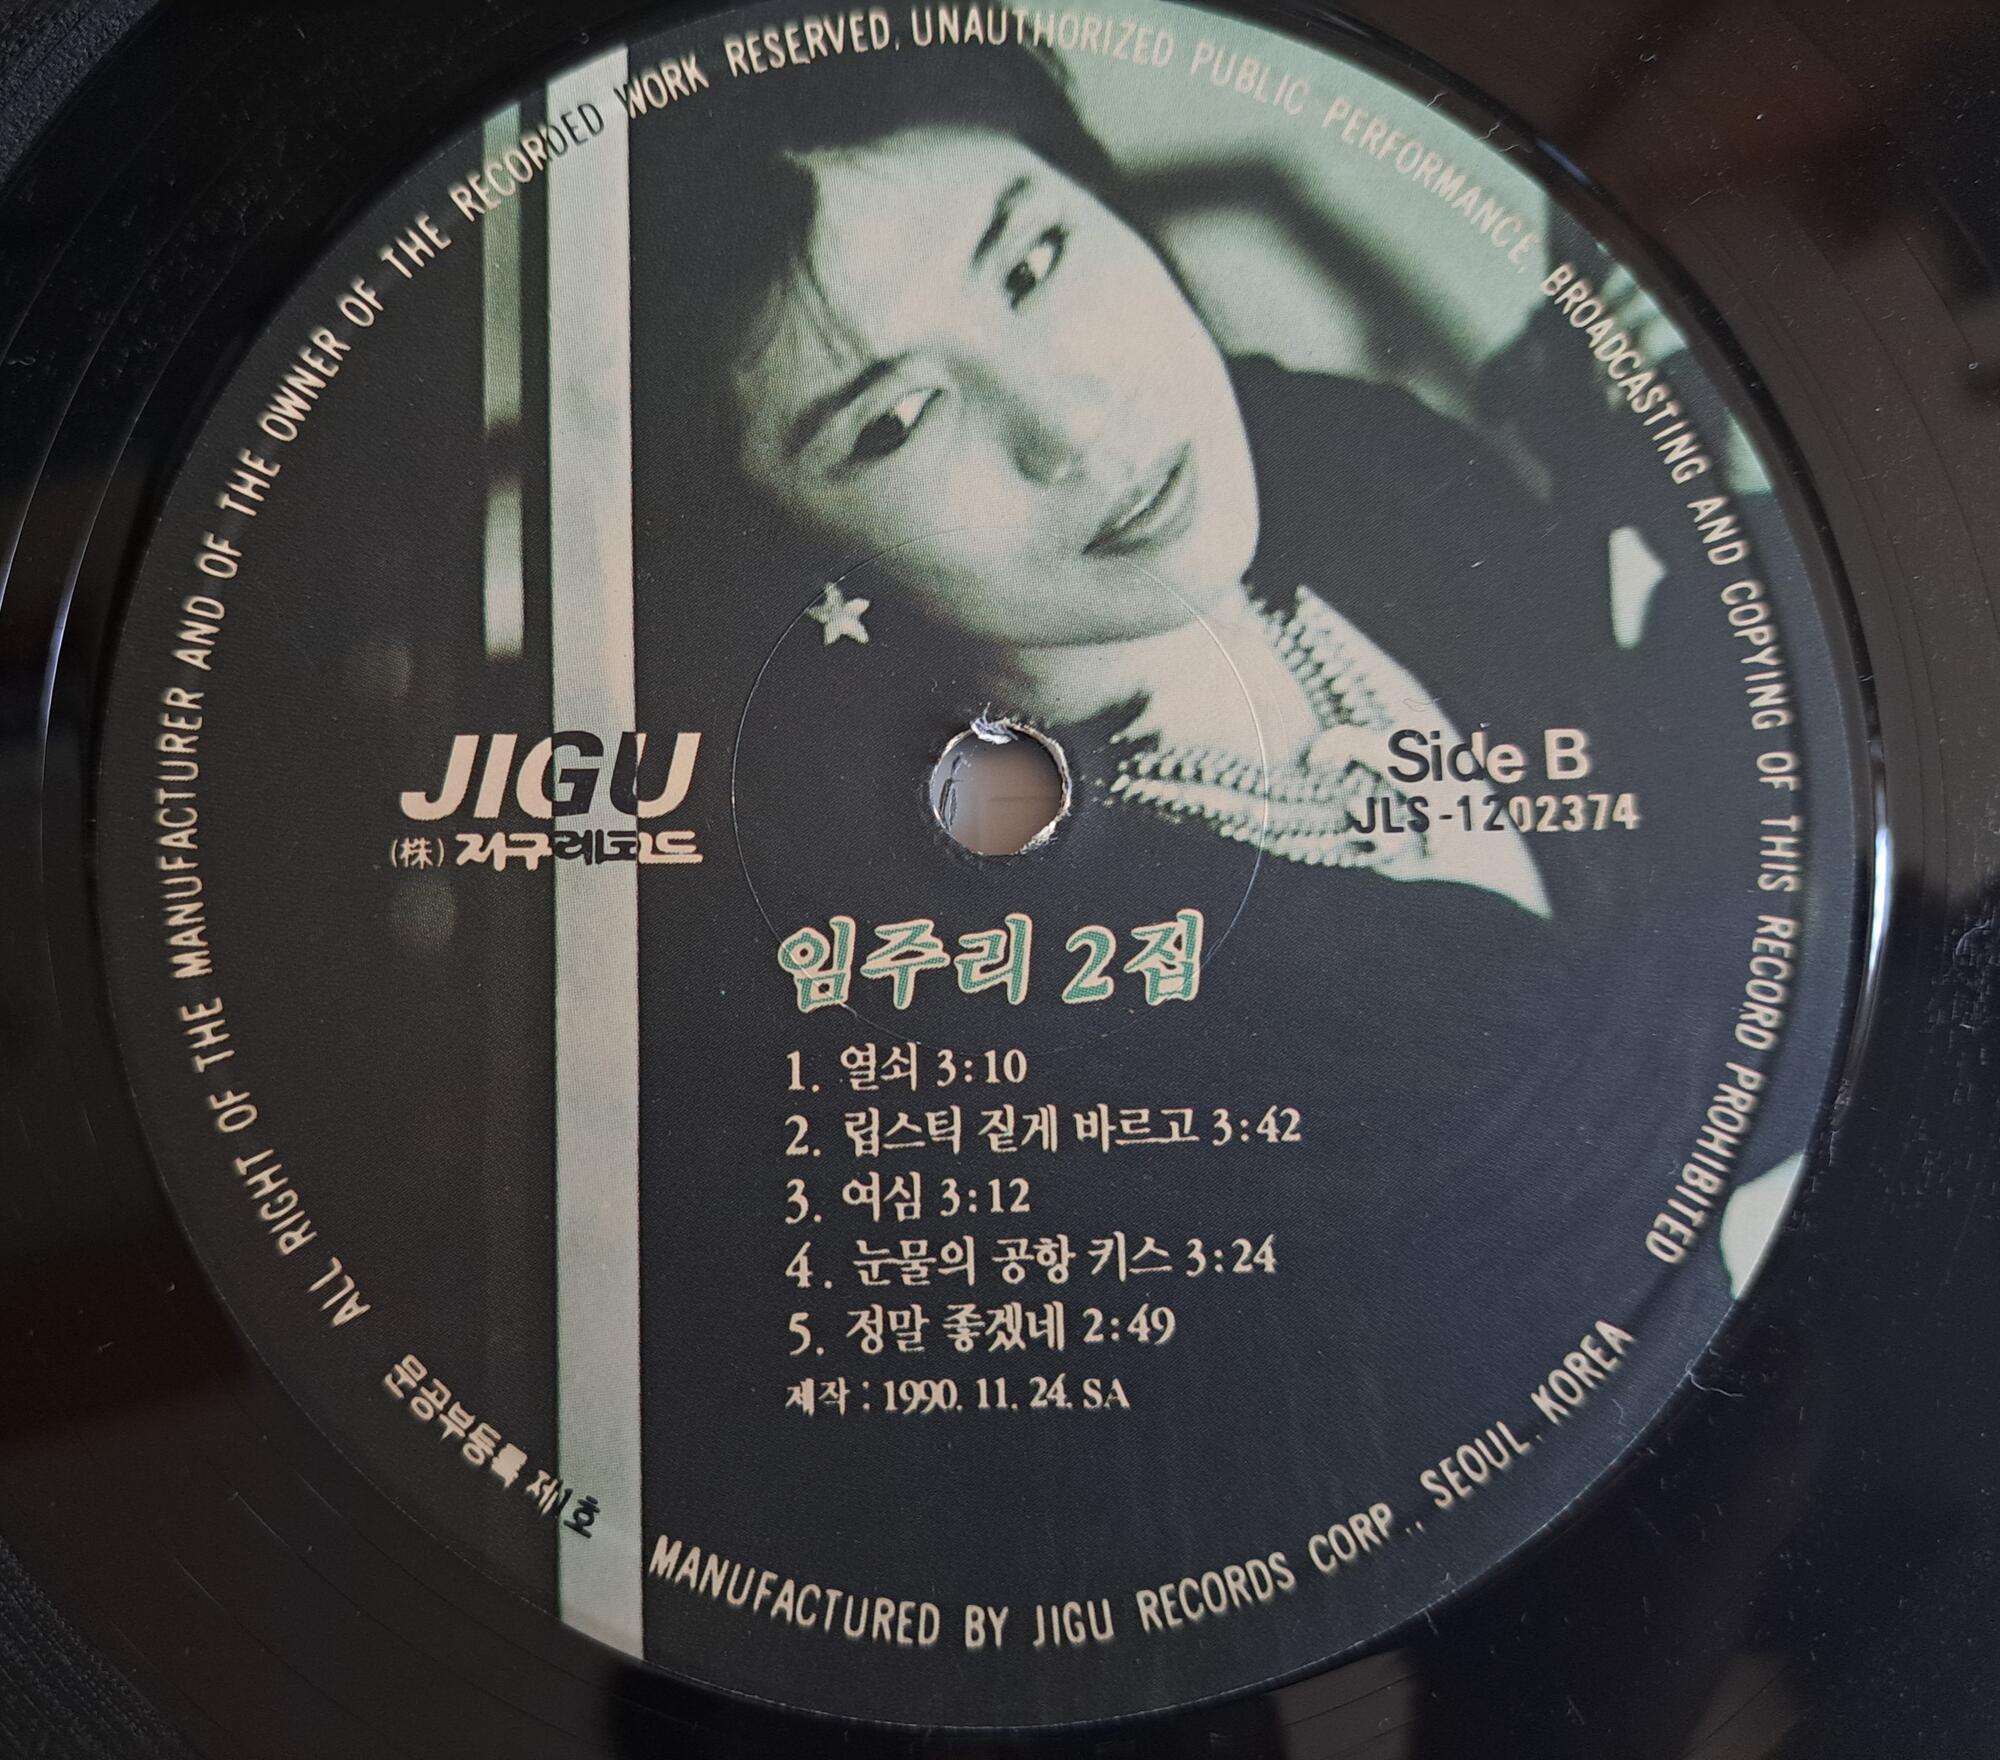 ALL RIGHT OF THE MANUFACTURER AND OF THE OWNER OF THE RECORDED WORK RESERVED. UNAUTHORIZED PUBLIC PERFORMANCE. BROADCASTING AND COPYING OF THIS RECORD PROHIBITED
JIGU
(株) 지구레코드
Side B
JLS-1202374
임주리 2집
1. 열쇠 3:10
2. 립스틱 짙게 바르고 3:42
3. 여심 3:12
4. 눈물의 공항 키스 3:24
5. 정말 좋겠네 2:49
제작 : 1990. 11. 24. SA
문공부등록 제1호
MANUFACTURED BY JIGU RECORDS CORP., SEOUL. KOREA